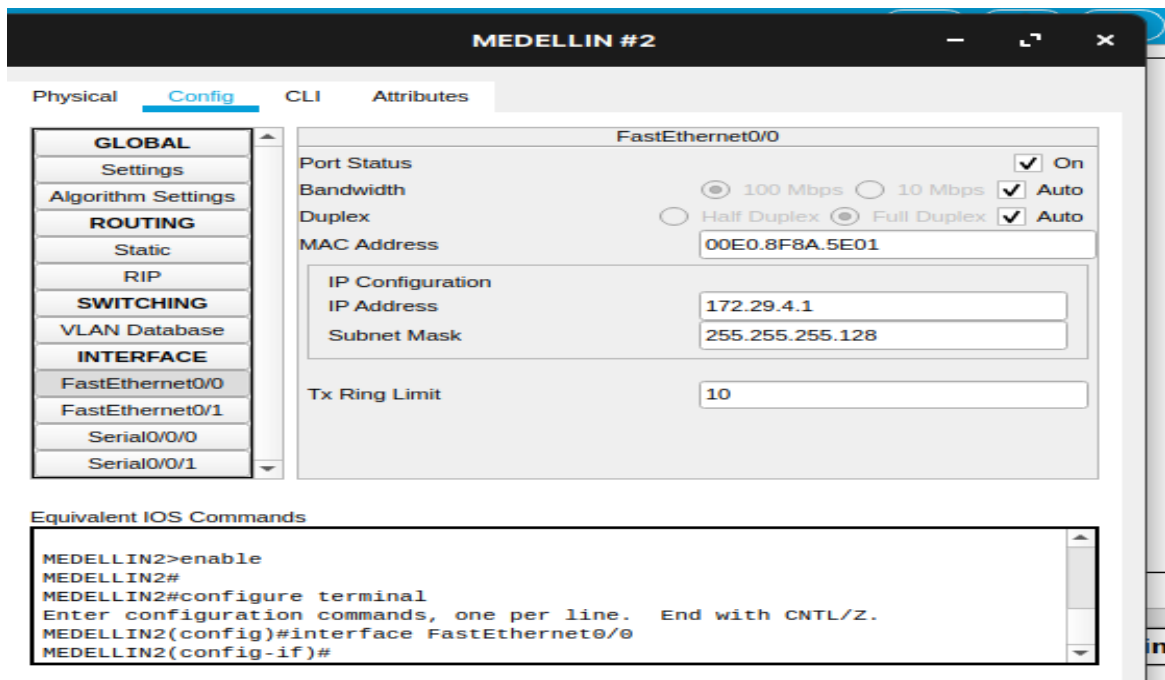 MEDELLIN #2
Physical Config CLI Attributes
GLOBAL
Settings
Algorithm Settings
ROUTING
Static
RIP
SWITCHING
VLAN Database
INTERFACE
FastEthernet0/0
FastEthernet0/1
Serial0/0/0
Serial0/0/1
FastEthernet0/0
Port Status On
Bandwidth 100 Mbps 10 Mbps Auto
Duplex Half Duplex Full Duplex Auto
MAC Address 00E0.8F8A.5E01
IP Configuration
IP Address 172.29.4.1
Subnet Mask 255.255.255.128
Tx Ring Limit 10
Equivalent IOS Commands
MEDELLIN2>enable
MEDELLIN2#
MEDELLIN2#configure terminal
Enter configuration commands, one per line. End with CNTL/Z.
MEDELLIN2(config)#interface FastEthernet0/0
MEDELLIN2(config-if)#